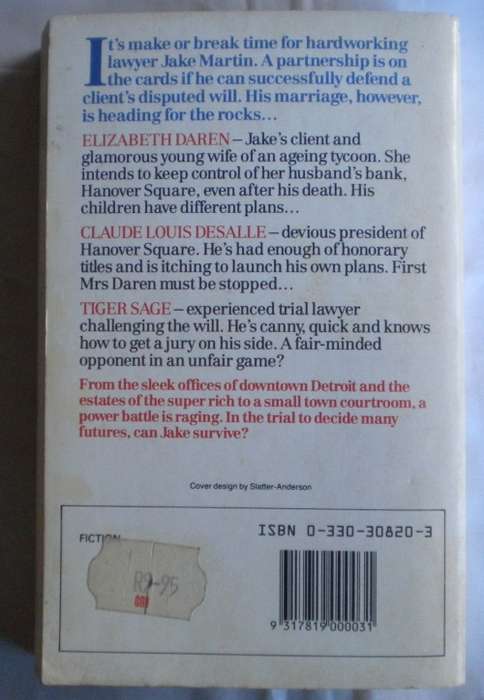 It's make or break time for hardworking
lawyer Jake Martin. A partnership is on
the cards if he can successfully defend a
client's disputed will. His marriage, however,
is heading for the rocks...
ELIZABETH DAREN – Jake's client and
glamorous young wife of an ageing tycoon. She
intends to keep control of her husband's bank,
Hanover Square, even after his death. His
children have different plans...
CLAUDE LOUIS DESALLE – devious president of
Hanover Square. He's had enough of honorary
titles and is itching to launch his own plans. First
Mrs Daren must be stopped...
TIGER SAGE – experienced trial lawyer
challenging the will. He's canny, quick and knows
how to get a jury on his side. A fair-minded
opponent in an unfair game?
From the sleek offices of downtown Detroit and the
estates of the super rich to a small town courtroom, a
power battle is raging. In the trial to decide many
futures, can Jake survive?
Cover design by Slatter-Anderson
ISBN 0-330-30820-3
FICTION
9 317819 000031